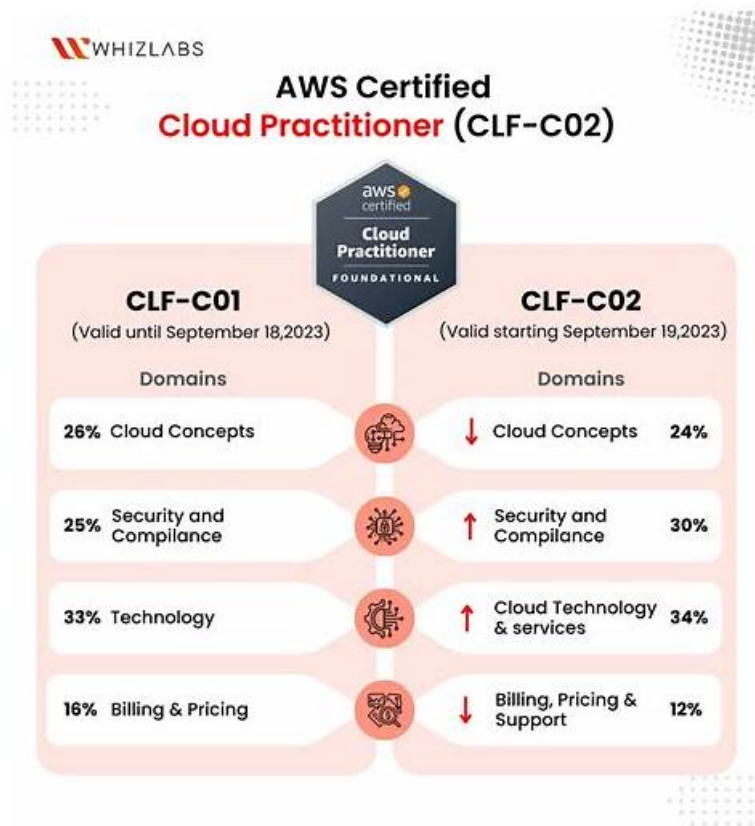 WHIZLABS
AWS Certified
Cloud Practitioner (CLF-C02)
aws
certified
Cloud
Practitioner
FOUNDATIONAL
CLF-C01
(Valid until September 18,2023)
Domains
26% Cloud Concepts
25% Security and
Compilance
33% Technology
16% Billing & Pricing
CLF-C02
(Valid starting September 19,2023)
Domains
↓ Cloud Concepts 24%
↑ Security and
Compilance 30%
↑ Cloud Technology
& services 34%
↓ Billing, Pricing &
Support 12%